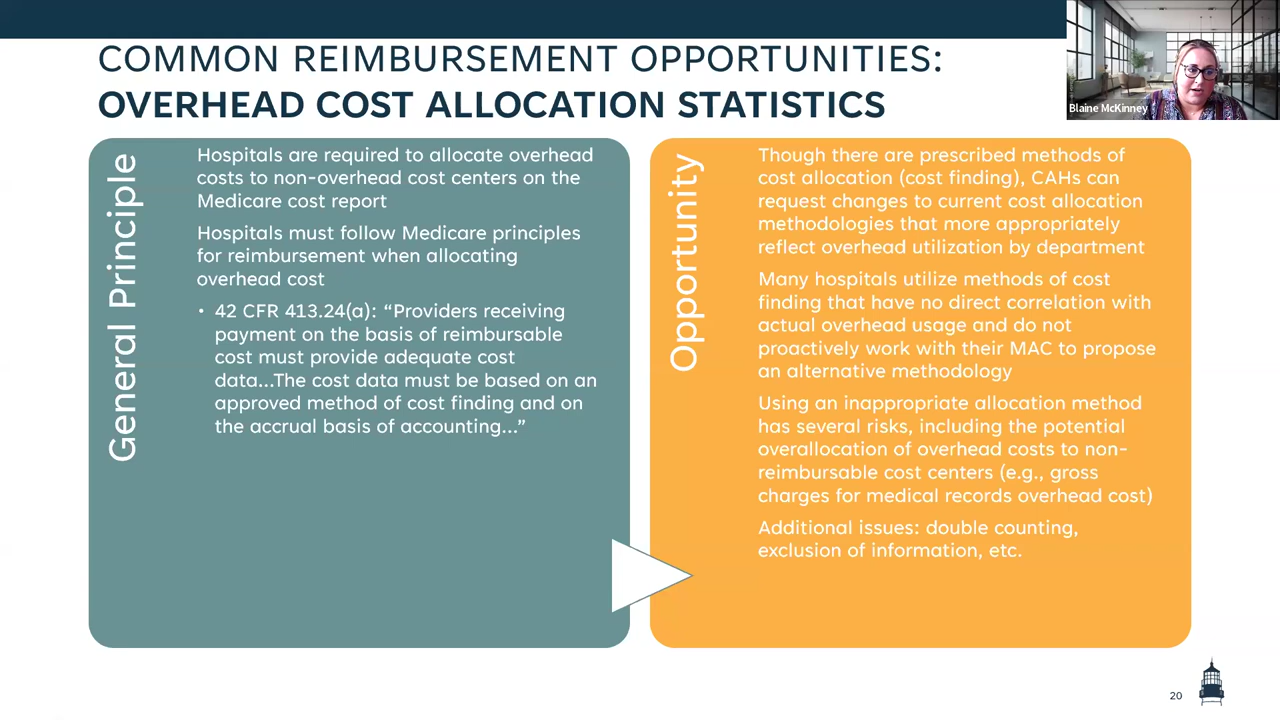 COMMON REIMBURSEMENT OPPORTUNITIES:
OVERHEAD COST ALLOCATION STATISTICS
Blaine McKinney
General Principle
Hospitals are required to allocate overhead
costs to non-overhead cost centers on the
Medicare cost report
Hospitals must follow Medicare principles
for reimbursement when allocating
overhead cost
• 42 CFR 413.24(a): “Providers receiving
payment on the basis of reimbursable
cost must provide adequate cost
data...The cost data must be based on an
approved method of cost finding and on
the accrual basis of accounting...”
Opportunity
Though there are prescribed methods of
cost allocation (cost finding), CAHs can
request changes to current cost allocation
methodologies that more appropriately
reflect overhead utilization by department
Many hospitals utilize methods of cost
finding that have no direct correlation with
actual overhead usage and do not
proactively work with their MAC to propose
an alternative methodology
Using an inappropriate allocation method
has several risks, including the potential
overallocation of overhead costs to non-
reimbursable cost centers (e.g., gross
charges for medical records overhead cost)
Additional issues: double counting,
exclusion of information, etc.
20